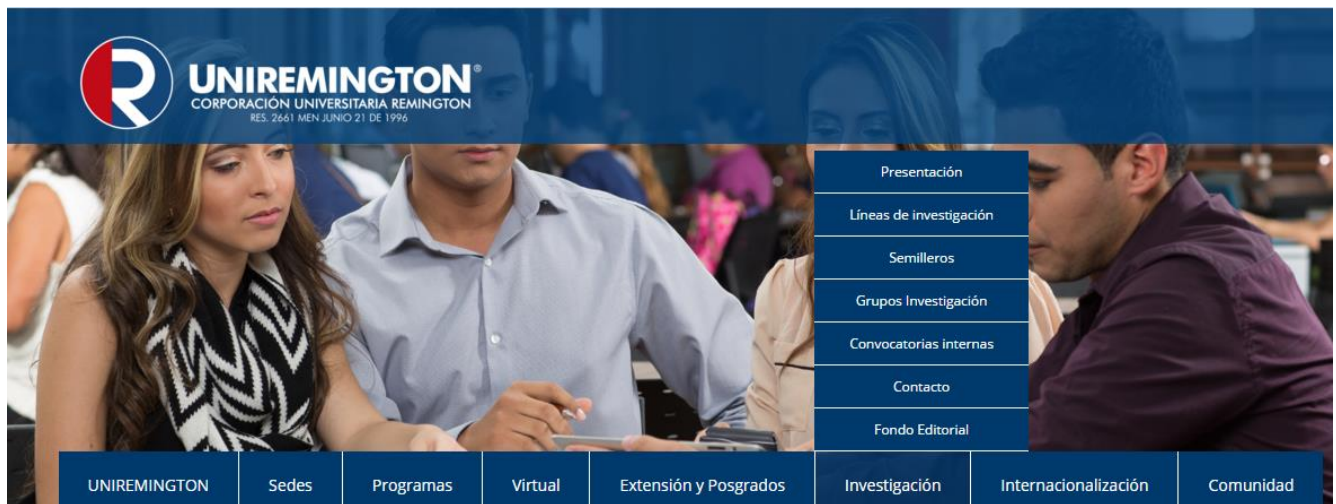 UNIREMINGTON®
CORPORACIÓN UNIVERSITARIA REMINGTON
RES. 2661 MEN JUNIO 21 DE 1996
Presentación
Líneas de investigación
Semilleros
Grupos Investigación
Convocatorias internas
Contacto
Fondo Editorial
UNIREMINGTON Sedes Programas Virtual Extensión y Posgrados Investigación Internacionalización Comunidad